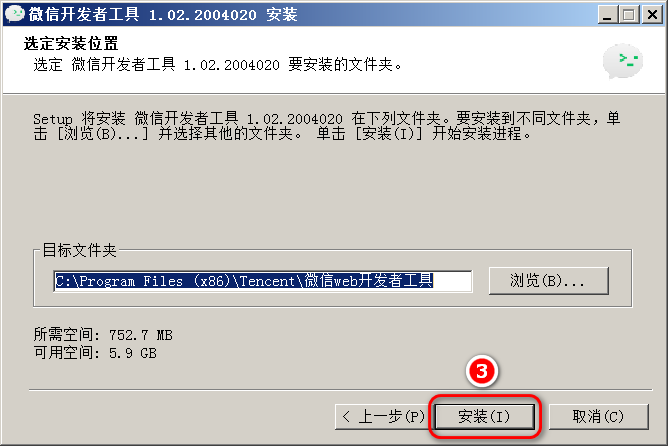 微信开发者工具 1.02.2004020 安装
选定安装位置
选定 微信开发者工具 1.02.2004020 要安装的文件夹。
Setup 将安装 微信开发者工具 1.02.2004020 在下列文件夹。要安装到不同文件夹，单
击 [浏览(B)...] 并选择其他的文件夹。 单击 [安装(I)] 开始安装进程。
目标文件夹
C:\Program Files (x86)\Tencent\微信web开发者工具
浏览(B)...
所需空间: 752.7 MB
可用空间: 5.9 GB
3
< 上一步(P)
安装(I)
取消(C)